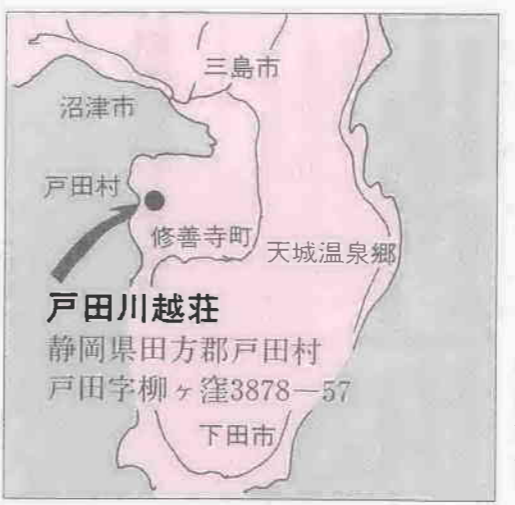 三島市
沼津市
戸田村
修善寺町
天城温泉郷
戸田川越荘
静岡県田方郡戸田村
戸田字柳ヶ窪3878—57
下田市